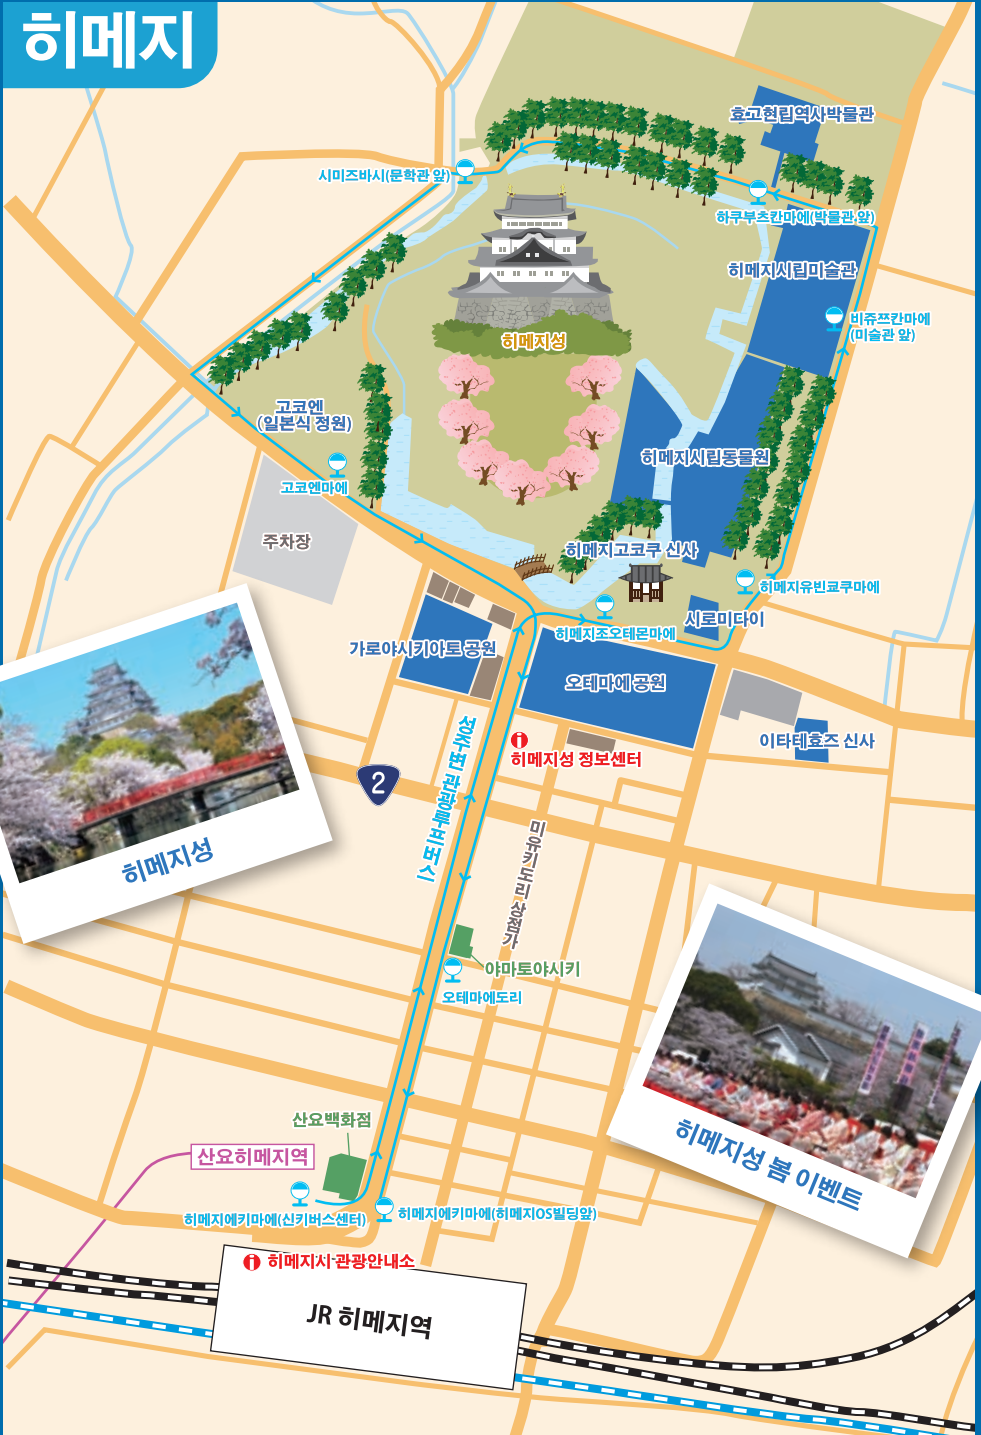 히메지
효고현립역사박물관
시미즈바시(문학관 앞)
하쿠부츠칸마에(박물관 앞)
히메지시립미술관
비쥬쯔칸마에
(미술관 앞)
히메지성
고코엔
(일본식 정원)
히메지시립동물원
고코엔마에
주차장
히메지고코쿠 신사
히메지유빈쿄쿠마에
시로미다이
히메지조오테몬마에
가로야시키아토 공원
오테마에 공원
이타테효즈 신사
히메지성 정보센터
성주변 관광루프버스
2
미유키도리 상점가
히메지성
야마토야시키
오테마에도리
산요백화점
산요히메지역
히메지성 봄 이벤트
히메지에키마에(신키버스센터)
히메지에키마에(히메지OS빌딩앞)
히메지시 관광안내소
JR 히메지역